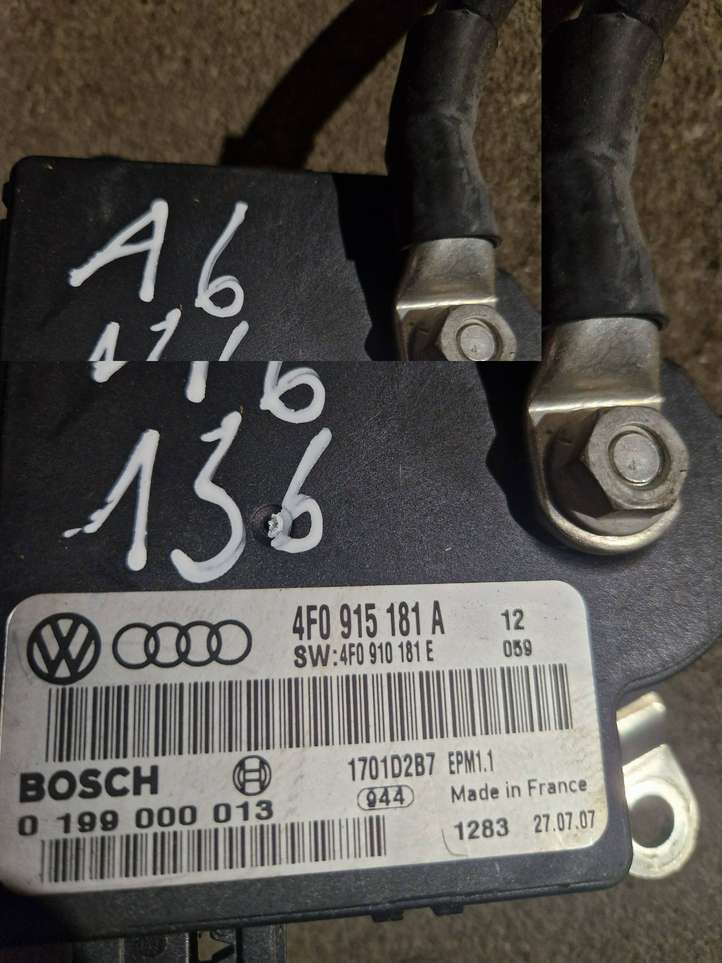 A6
136
4F0 915 181 A 12
SW:4F0 910 181 E 059
BOSCH 1701D2B7 EPM1.1
0 199 000 013 944 Made in France
1283 27.07.07